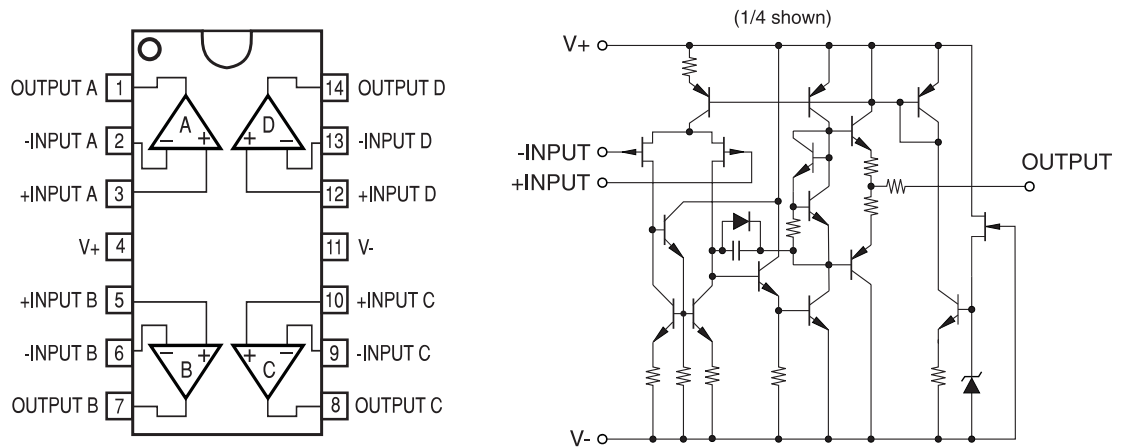 OUTPUT A 1 14 OUTPUT D
A D
-INPUT A 2 − + + − 13 -INPUT D
+INPUT A 3 12 +INPUT D
V+ 4 11 V-
+INPUT B 5 10 +INPUT C
-INPUT B 6 − + + − 9 -INPUT C
B C
OUTPUT B 7 8 OUTPUT C
(1/4 shown)
V+
-INPUT
+INPUT
OUTPUT
V-